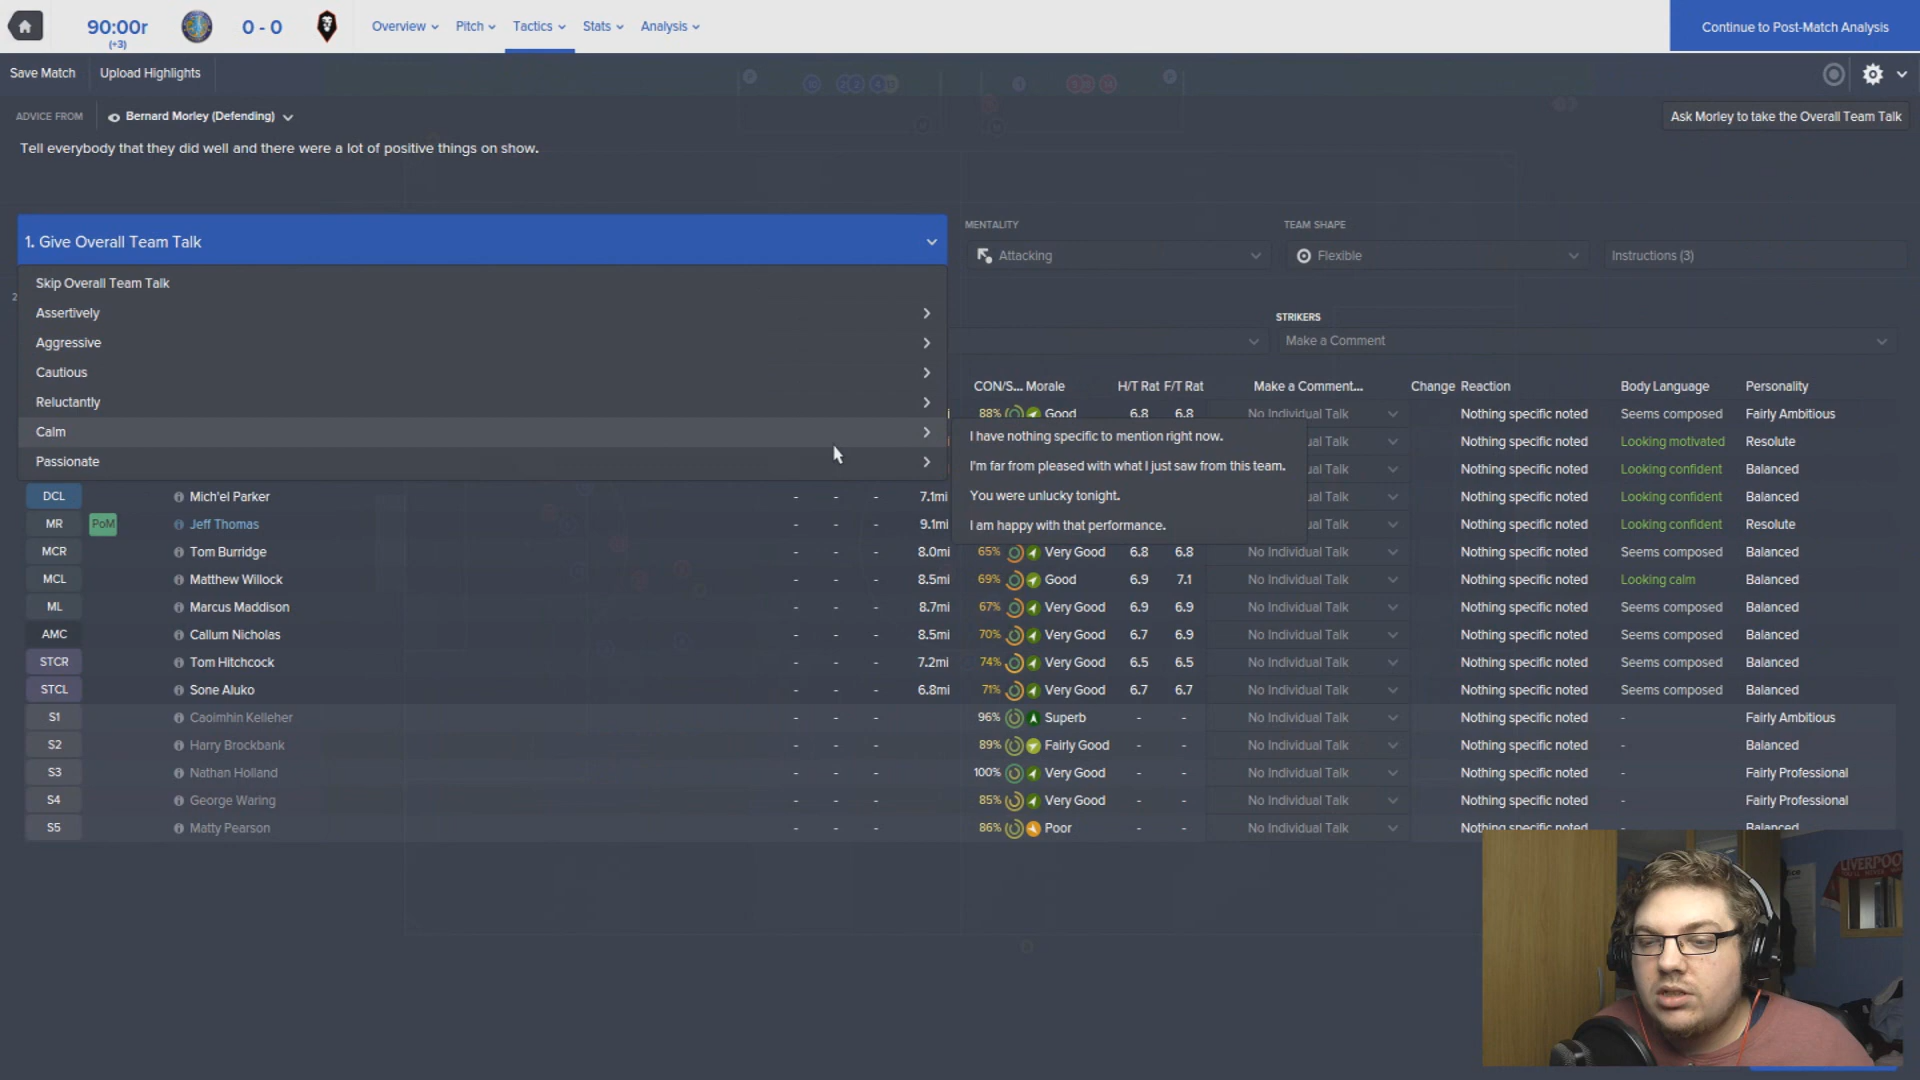 90:00r
(+3)
0 - 0
Overview
Pitch
Tactics
Stats
Analysis
Continue to Post-Match Analysis
Save Match
Upload Highlights
ADVICE FROM
Bernard Morley (Defending)
Ask Morley to take the Overall Team Talk
Tell everybody that they did well and there were a lot of positive things on show.
1. Give Overall Team Talk
MENTALITY
Attacking
TEAM SHAPE
Flexible
Instructions (3)
Skip Overall Team Talk
Assertively
Aggressive
Cautious
Reluctantly
Calm
Passionate
STRIKERS
Make a Comment
I have nothing specific to mention right now.
I'm far from pleased with what I just saw from this team.
You were unlucky tonight.
I am happy with that performance.
CON/S... Morale H/T Rat F/T Rat Make a Comment... Change Reaction Body Language Personality
88% Good 6.8 6.8 No Individual Talk Nothing specific noted Seems composed Fairly Ambitious
Nothing specific noted Looking motivated Resolute
Nothing specific noted Looking confident Balanced
DCL Mich'el Parker - - - 7.1mi Nothing specific noted Looking confident Balanced
MR PoM Jeff Thomas - - - 9.1mi Nothing specific noted Looking confident Resolute
MCR Tom Burridge - - - 8.0mi 65% Very Good 6.8 6.8 No Individual Talk Nothing specific noted Seems composed Balanced
MCL Matthew Willock - - - 8.5mi 69% Good 6.9 7.1 No Individual Talk Nothing specific noted Looking calm Balanced
ML Marcus Maddison - - - 8.7mi 67% Very Good 6.9 6.9 No Individual Talk Nothing specific noted Seems composed Balanced
AMC Callum Nicholas - - - 8.5mi 70% Very Good 6.7 6.9 No Individual Talk Nothing specific noted Seems composed Balanced
STCR Tom Hitchcock - - - 7.2mi 74% Very Good 6.5 6.5 No Individual Talk Nothing specific noted Seems composed Balanced
STCL Sone Aluko - - - 6.8mi 71% Very Good 6.7 6.7 No Individual Talk Nothing specific noted Seems composed Balanced
S1 Caoimhin Kelleher - - - 96% Superb - - No Individual Talk Nothing specific noted - Fairly Ambitious
S2 Harry Brockbank - - - 89% Fairly Good - - No Individual Talk Nothing specific noted - Balanced
S3 Nathan Holland - - - 100% Very Good - - No Individual Talk Nothing specific noted - Fairly Professional
S4 George Waring - - - 85% Very Good - - No Individual Talk Nothing specific noted - Fairly Professional
S5 Matty Pearson - - - 86% Poor - - No Individual Talk Nothing specific noted - Balanced